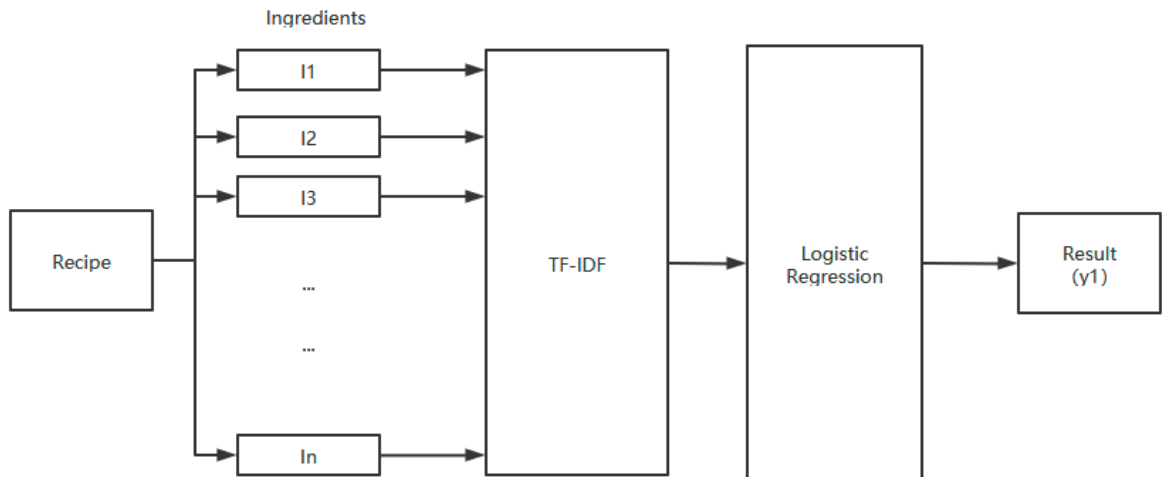 Ingredients
I1
I2
I3
Recipe
...
...
In
TF-IDF
Logistic
Regression
Result
(y1)